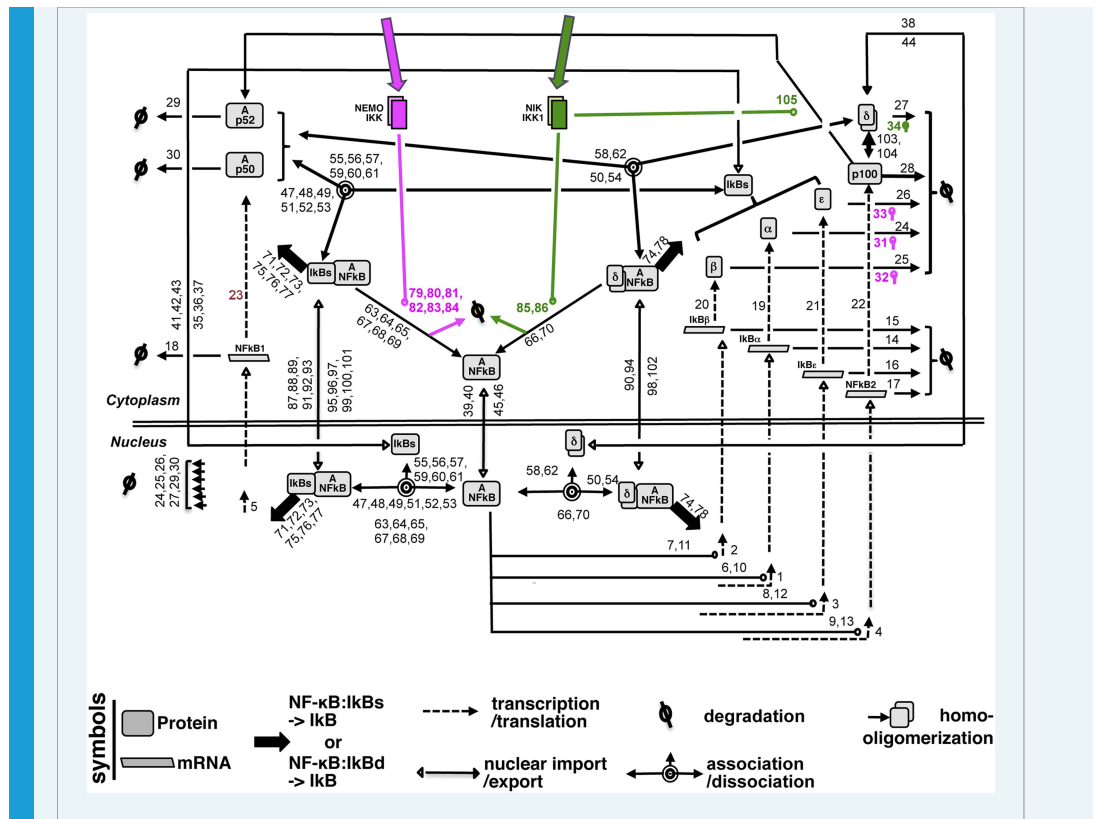 38
44
29
A
p52
NEMO
IKK
NIK
IKK1
105
δ
27
34
103,
104
30
A
p50
55,56,57,
59,60,61
58,62
50,54
p100
28
47,48,49,
51,52,53
IkBs
ε
26
33
α
24
31
71,72,73,
75,76,77
IkBs
A
NFkB
δ
A
NFkB
74,78
β
25
32
41,42,43
35,36,37
23
79,80,81,
82,83,84
85,86
63,64,65,
67,68,69
66,70
20
19
21
22
IkBβ
15
IkBα
14
18
NFkB1
A
NFkB
IkBε
16
NFkB2
17
87,88,89,
91,92,93
95,96,97,
99,100,101
39,40
45,46
90,94
98,102
Cytoplasm
Nucleus
IkBs
δ
24,25,26,
27,29,30
5
IkBs
A
NFkB
55,56,57,
59,60,61
47,48,49,51,52,53
A
NFkB
58,62
50,54
66,70
δ
A
NFkB
74,78
71,72,73,
75,76,77
63,64,65,
67,68,69
7,11
2
6,10
1
8,12
3
9,13
4
symbols
Protein
mRNA
NF-κB:IkBs
-> IkB
or
NF-κB:IkBd
-> IkB
transcription
/translation
nuclear import
/export
degradation
association
/dissociation
homo-
oligomerization